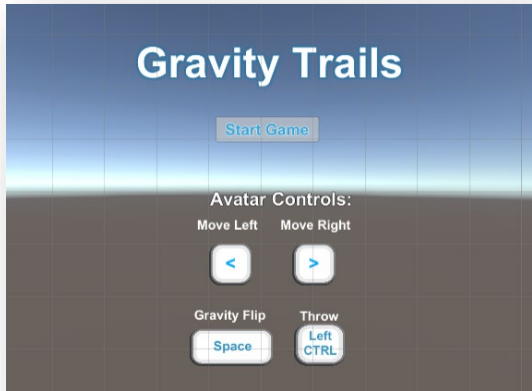 Gravity Trails
Start Game
Avatar Controls:
Move Left Move Right
< >
Gravity Flip Throw
Space Left
CTRL